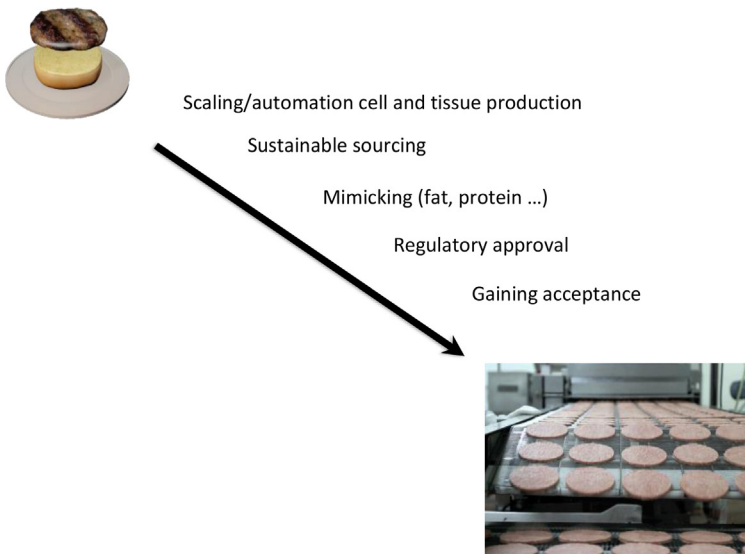 Scaling/automation cell and tissue production
Sustainable sourcing
Mimicking (fat, protein ...)
Regulatory approval
Gaining acceptance